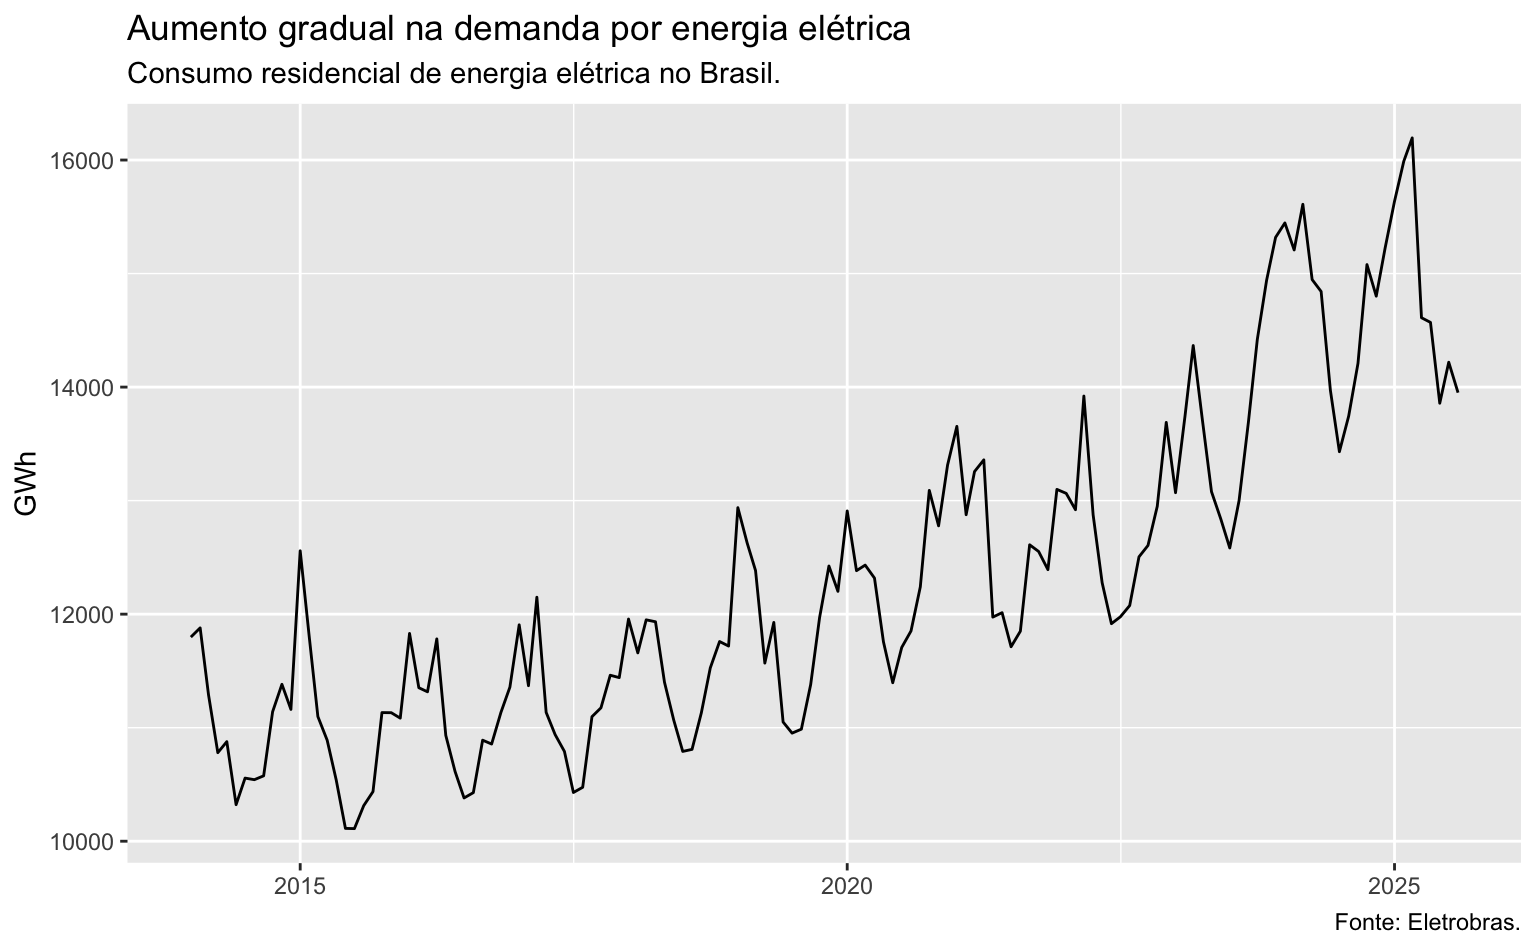 Aumento gradual na demanda por energia elétrica
Consumo residencial de energia elétrica no Brasil.
GWh
16000
14000
12000
10000
2015
2020
2025
Fonte: Eletrobras.